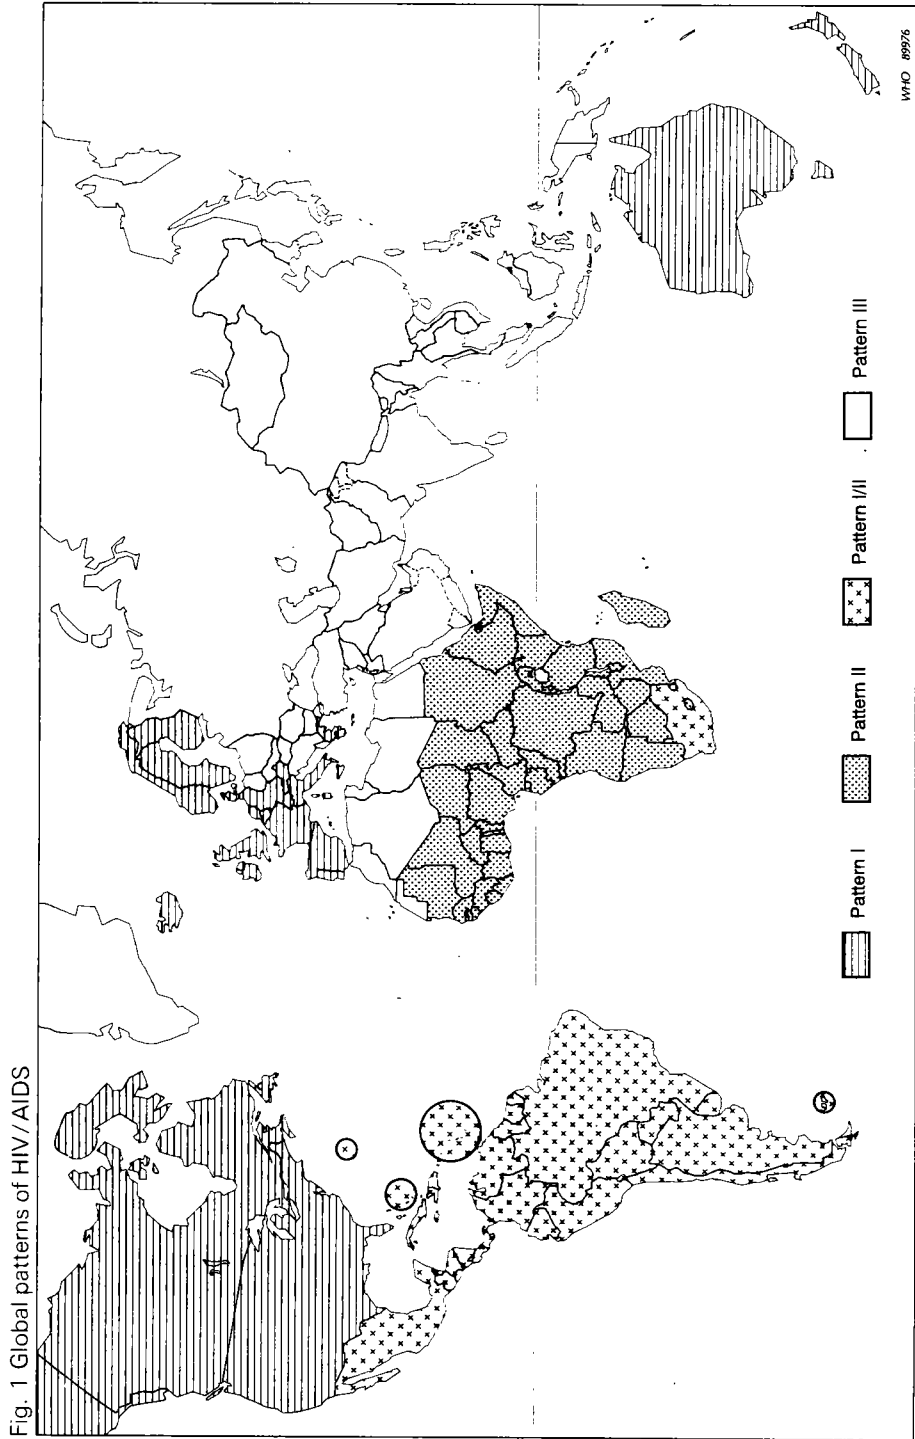 Fig. 1 Global patterns of HIV/AIDS
Pattern I
Pattern II
Pattern I/II
Pattern III
WHO 89976